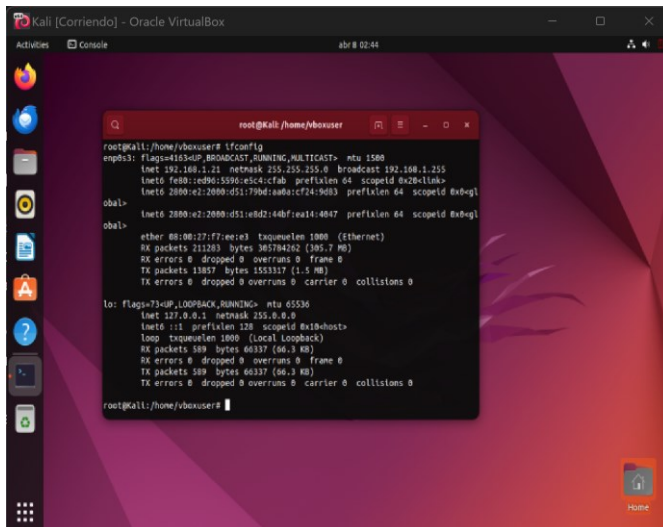 Kali [Corriendo] - Oracle VirtualBox
Activities Console abr 8 02:44
root@Kali: /home/vboxuser
root@Kali:/home/vboxuser# ifconfig
enp0s3: flags=4163<UP,BROADCAST,RUNNING,MULTICAST> mtu 1500
inet 192.168.1.21 netmask 255.255.255.0 broadcast 192.168.1.255
inet6 fe80::ed96:5596:e5c4:cfab prefixlen 64 scopeid 0x20<link>
inet6 2800:e2:2000:d51:79bd:aa0a:cf24:9d83 prefixlen 64 scopeid 0x0<gl
obal>
inet6 2800:e2:2000:d51:e8d2:44bf:ea14:4047 prefixlen 64 scopeid 0x0<gl
obal>
ether 08:00:27:f7:ee:e3 txqueuelen 1000 (Ethernet)
RX packets 211283 bytes 305784262 (305.7 MB)
RX errors 0 dropped 0 overruns 0 frame 0
TX packets 13857 bytes 1553317 (1.5 MB)
TX errors 0 dropped 0 overruns 0 carrier 0 collisions 0
lo: flags=73<UP,LOOPBACK,RUNNING> mtu 65536
inet 127.0.0.1 netmask 255.0.0.0
inet6 ::1 prefixlen 128 scopeid 0x10<host>
loop txqueuelen 1000 (Local Loopback)
RX packets 589 bytes 66337 (66.3 KB)
RX errors 0 dropped 0 overruns 0 frame 0
TX packets 589 bytes 66337 (66.3 KB)
TX errors 0 dropped 0 overruns 0 carrier 0 collisions 0
root@Kali:/home/vboxuser#
Home